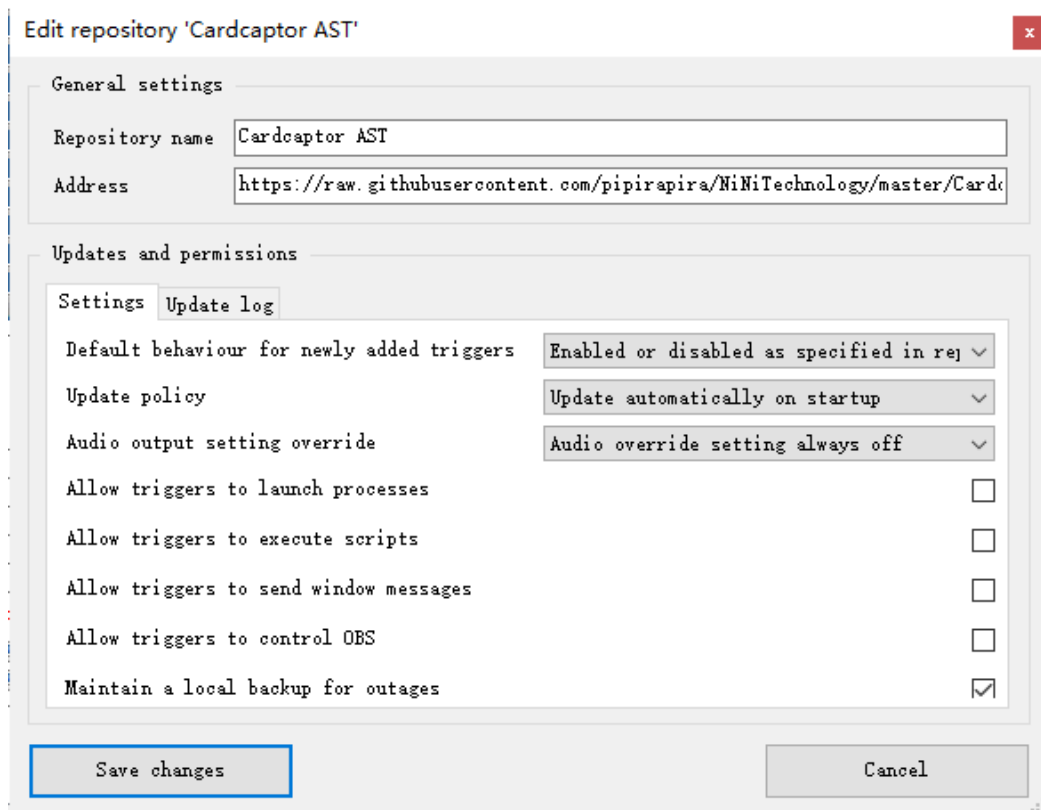 Edit repository 'Cardcaptor AST'
x
General settings
Repository name
Cardcaptor AST
Address
https://raw.githubusercontent.com/pipirapira/NiNiTechnology/master/Cardc
Updates and permissions
Settings
Update log
Default behaviour for newly added triggers
Enabled or disabled as specified in rep
Update policy
Update automatically on startup
Audio output setting override
Audio override setting always off
Allow triggers to launch processes
Allow triggers to execute scripts
Allow triggers to send window messages
Allow triggers to control OBS
Maintain a local backup for outages
Save changes
Cancel